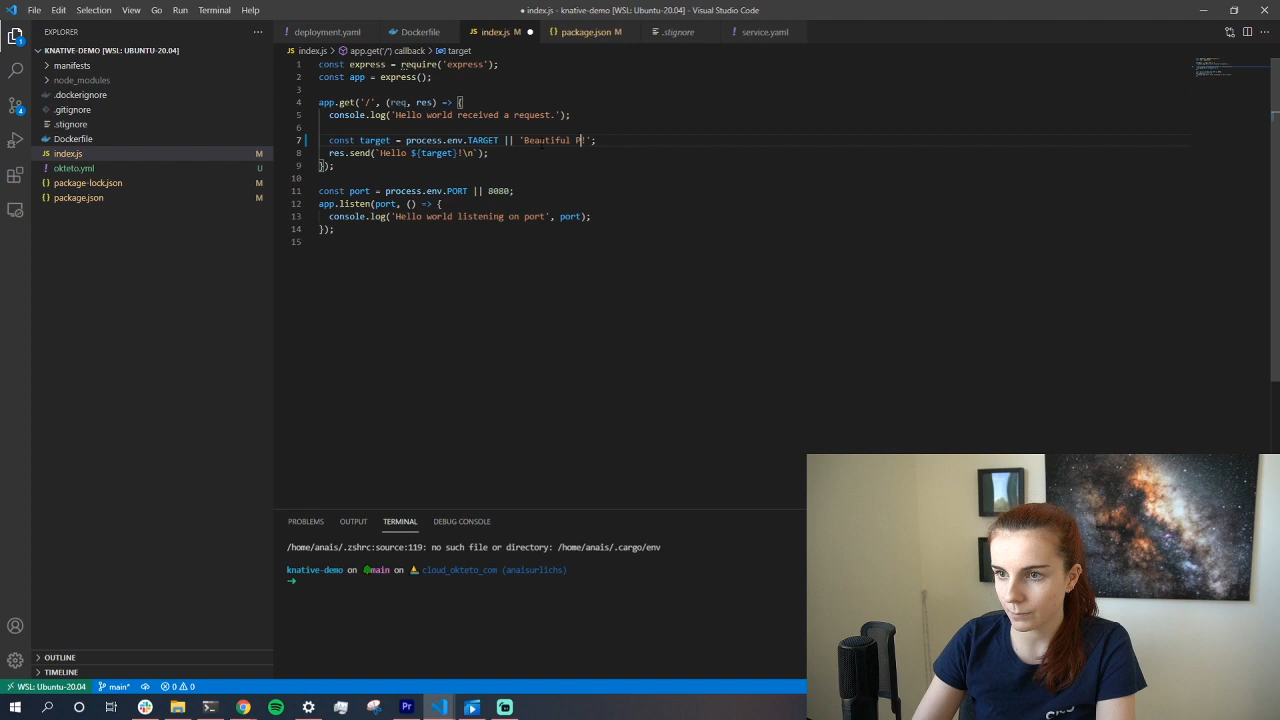 File Edit Selection View Go Run Terminal Help
● index.js - knative-demo [WSL: Ubuntu-20.04] - Visual Studio Code
EXPLORER
KNATIVE-DEMO [WSL: UBUNTU-20.04]
manifests
node_modules
.dockerignore
.gitignore
.stignore
Dockerfile
index.js M
okteto.yml U
package-lock.json M
package.json M
OUTLINE
TIMELINE
deployment.yaml Dockerfile index.js M package.json M .stignore service.yaml
index.js > app.get('/') callback > target
1 const express = require('express');
2 const app = express();
3
4 app.get('/', (req, res) => {
5 console.log('Hello world received a request.');
6
7 const target = process.env.TARGET || 'Beautiful P!';
8 res.send(`Hello ${target}!\n`);
9 });
10
11 const port = process.env.PORT || 8080;
12 app.listen(port, () => {
13 console.log('Hello world listening on port', port);
14 });
15
PROBLEMS OUTPUT TERMINAL DEBUG CONSOLE
/home/anais/.zshrc:source:119: no such file or directory: /home/anais/.cargo/env
knative-demo on main on cloud_okteto_com (anaisurlichs)
WSL: Ubuntu-20.04 main* 0 0